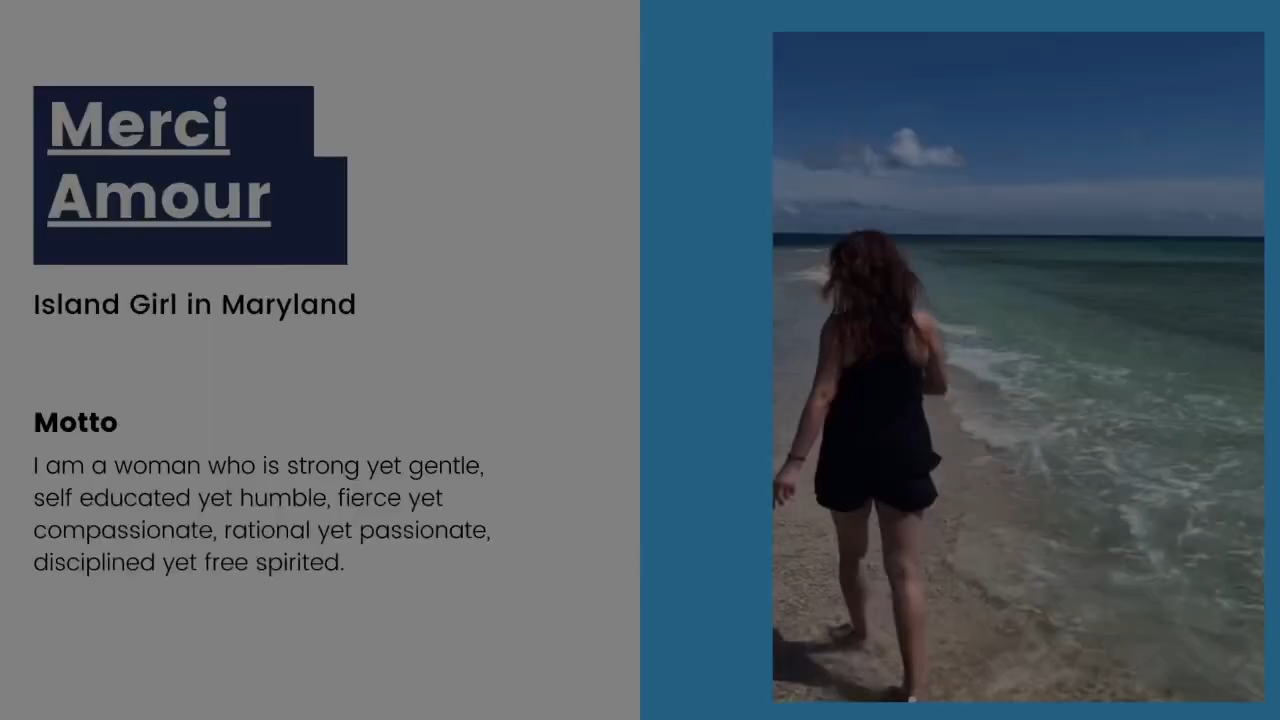 Merci
Amour
Island Girl in Maryland
Motto
I am a woman who is strong yet gentle,
self educated yet humble, fierce yet
compassionate, rational yet passionate,
disciplined yet free spirited.